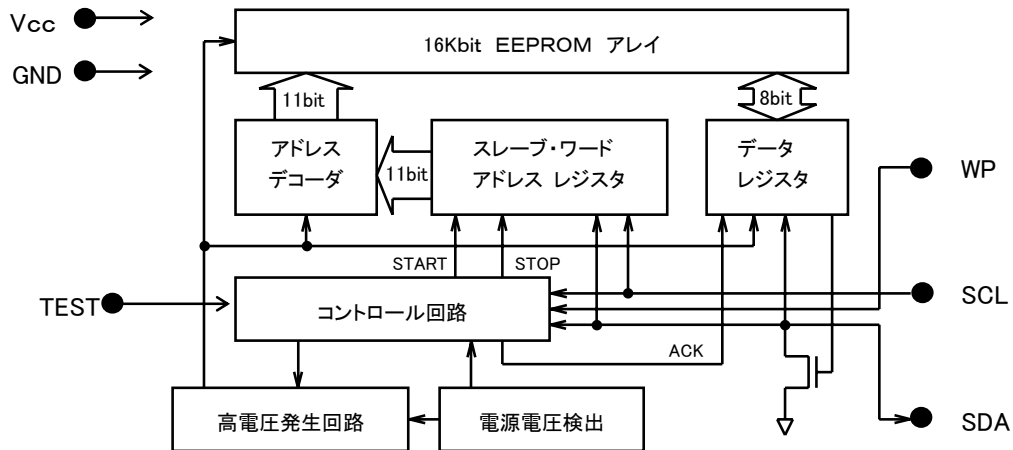 Vcc
GND
16Kbit EEPROM アレイ
11bit
8bit
アドレス
デコーダ
11bit
スレーブ・ワード
アドレス レジスタ
データ
レジスタ
WP
START
STOP
TEST
コントロール回路
SCL
ACK
高電圧発生回路
電源電圧検出
SDA